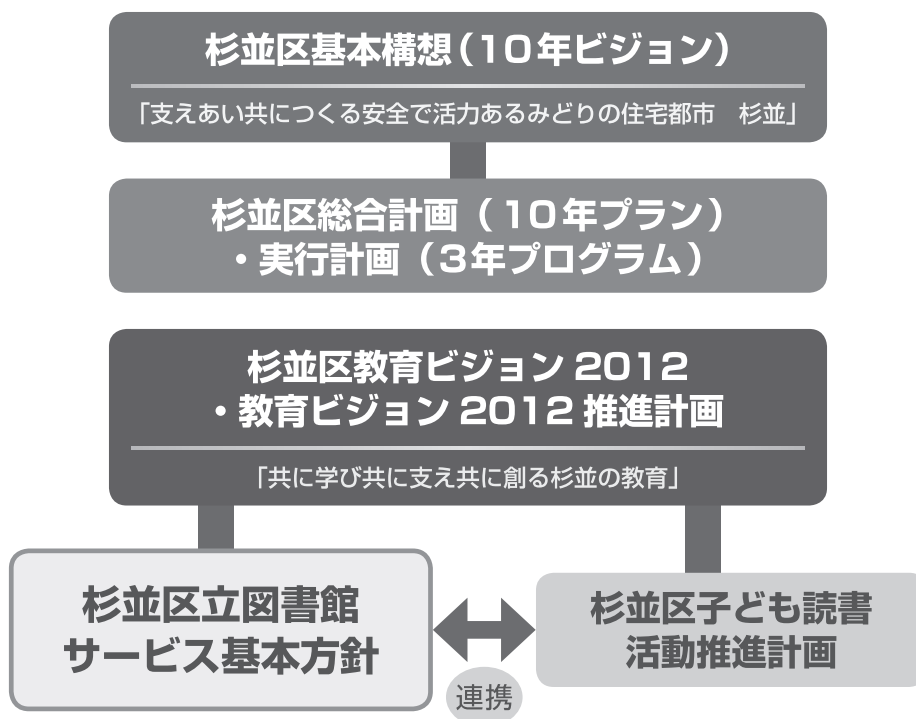 杉並区基本構想（10年ビジョン）
「支えあい共につくる安全で活力あるみどりの住宅都市　杉並」
杉並区総合計画（10年プラン）
・実行計画（3年プログラム）
杉並区教育ビジョン 2012
・教育ビジョン 2012 推進計画
「共に学び共に支え共に創る杉並の教育」
杉並区立図書館
サービス基本方針
杉並区子ども読書
活動推進計画
連携